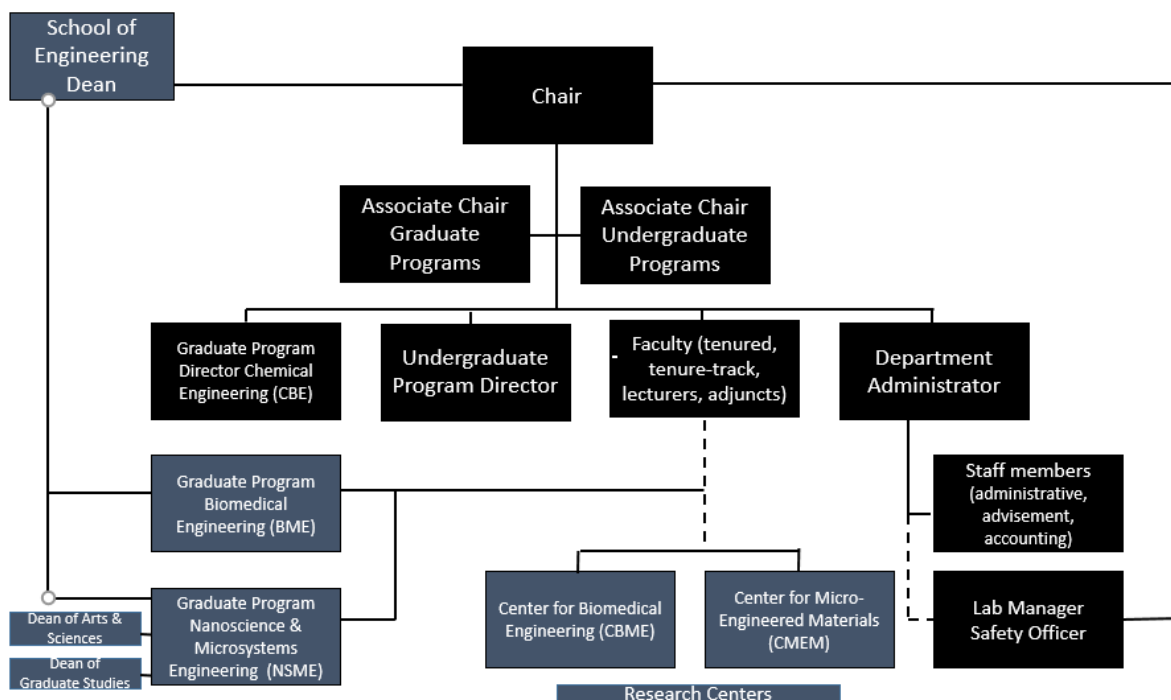 School of
Engineering
Dean
Chair
Associate Chair
Graduate
Programs
Associate Chair
Undergraduate
Programs
Graduate Program
Director Chemical
Engineering (CBE)
Undergraduate
Program Director
Faculty (tenured,
tenure-track,
lecturers, adjuncts)
Department
Administrator
Graduate Program
Biomedical
Engineering (BME)
Staff members
(administrative,
advisement,
accounting)
Center for Biomedical
Engineering (CBME)
Center for Micro-
Engineered Materials
(CMEM)
Lab Manager
Safety Officer
Graduate Program
Nanoscience &
Microsystems
Engineering (NSME)
Dean of Arts &
Sciences
Dean of
Graduate Studies
Research Centers